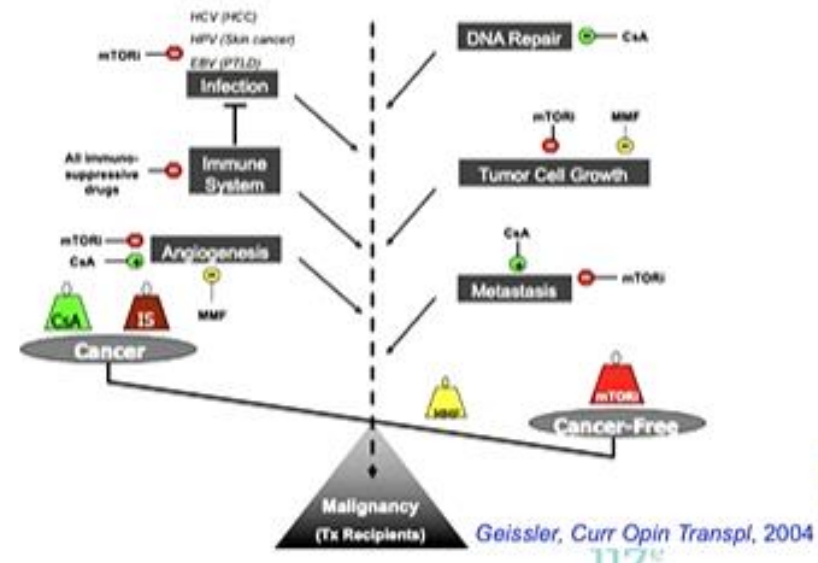 HCV (HCC)
HPV (Skin cancer)
EBV (PTLD)
mTORi
Infection
All immuno-
suppressive
drugs
Immune
System
mTORi
CsA
Angiogenesis
MMF
CsA
IS
Cancer
DNA Repair
CsA
mTORi
MMF
Tumor Cell Growth
CsA
Metastasis
mTORi
MMF
mTORi
Cancer-Free
Malignancy
(Tx Recipients)
Geissler, Curr Opin Transpl, 2004